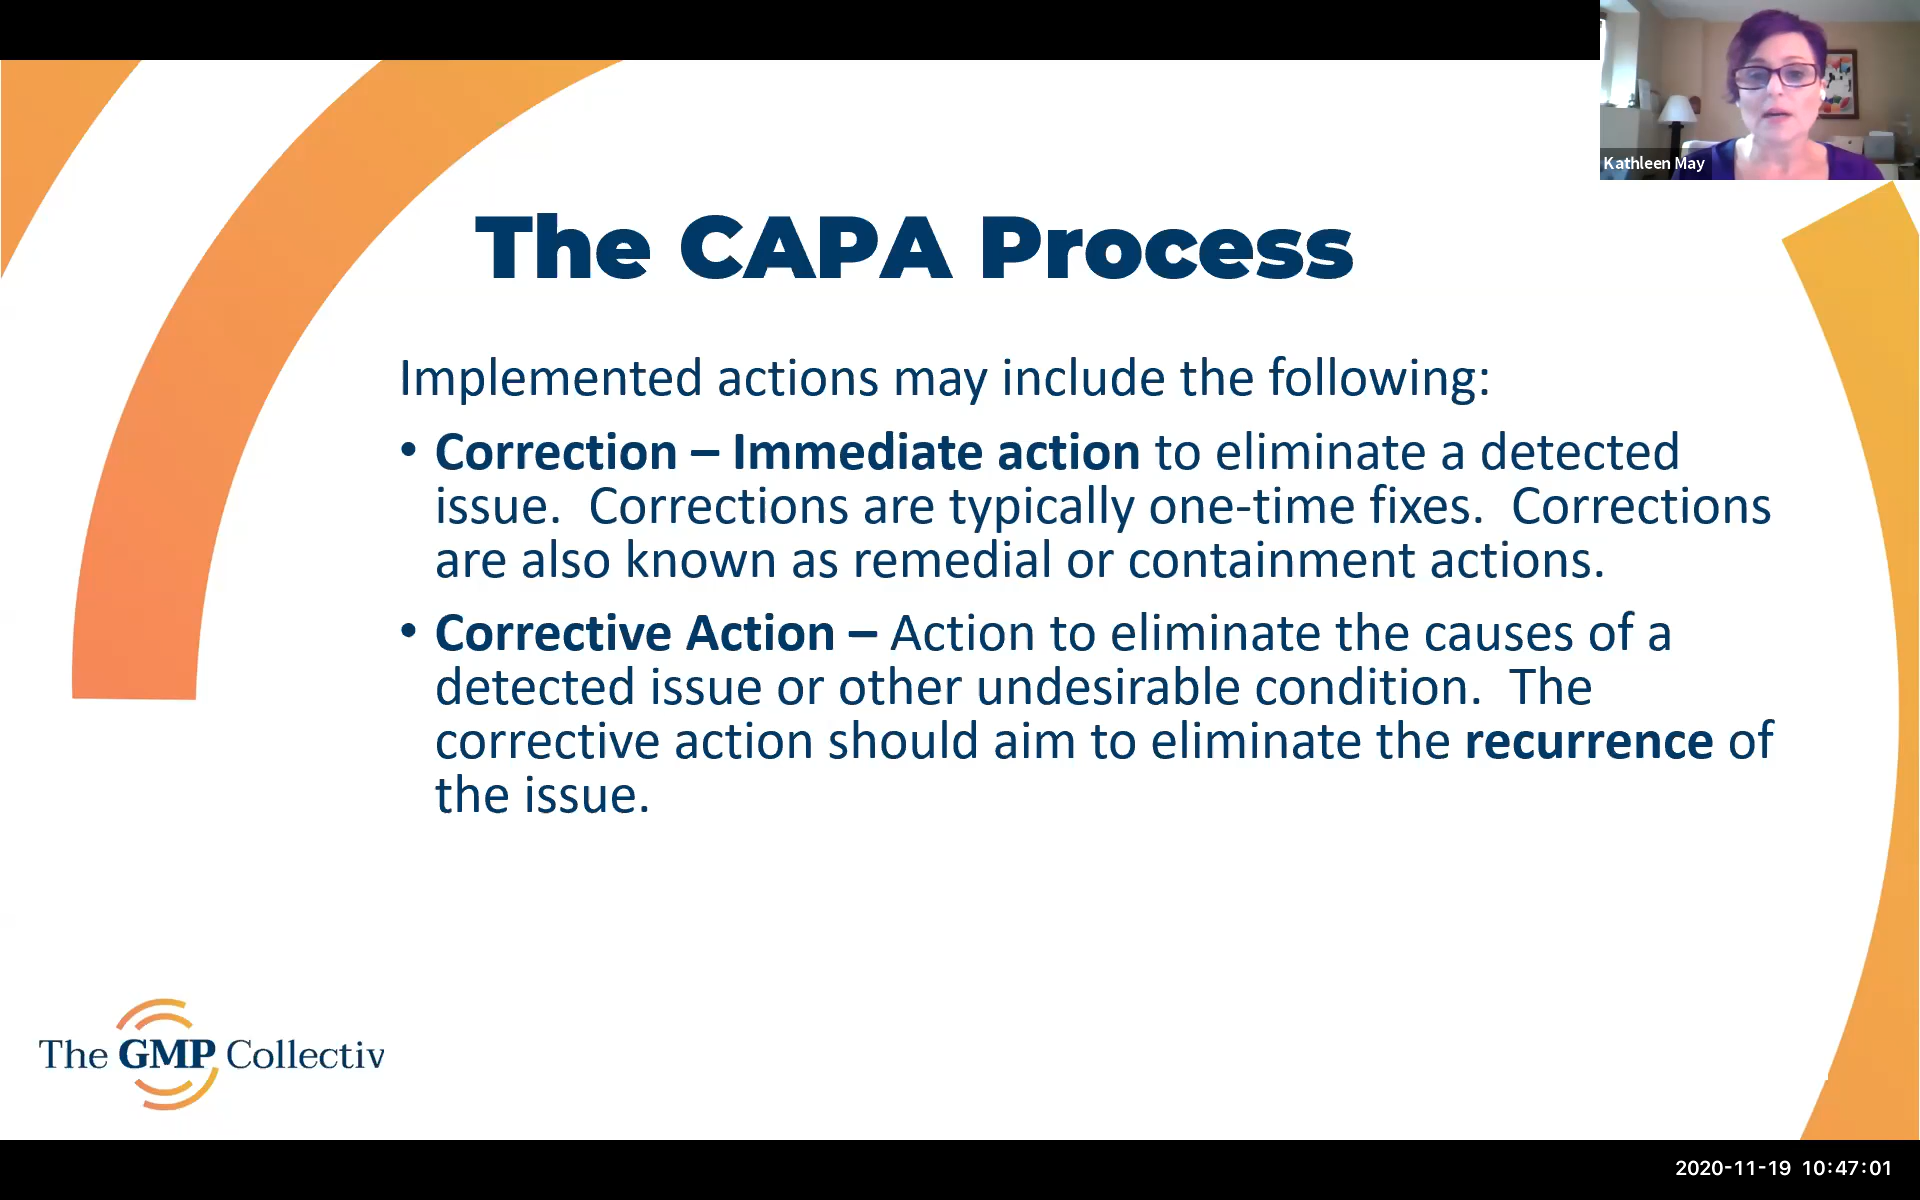 Kathleen May
The CAPA Process
Implemented actions may include the following:
• Correction – Immediate action to eliminate a detected
issue.  Corrections are typically one-time fixes.  Corrections
are also known as remedial or containment actions.
• Corrective Action – Action to eliminate the causes of a
detected issue or other undesirable condition.  The
corrective action should aim to eliminate the recurrence of
the issue.
The GMP Collectiv
2020-11-19 10:47:01